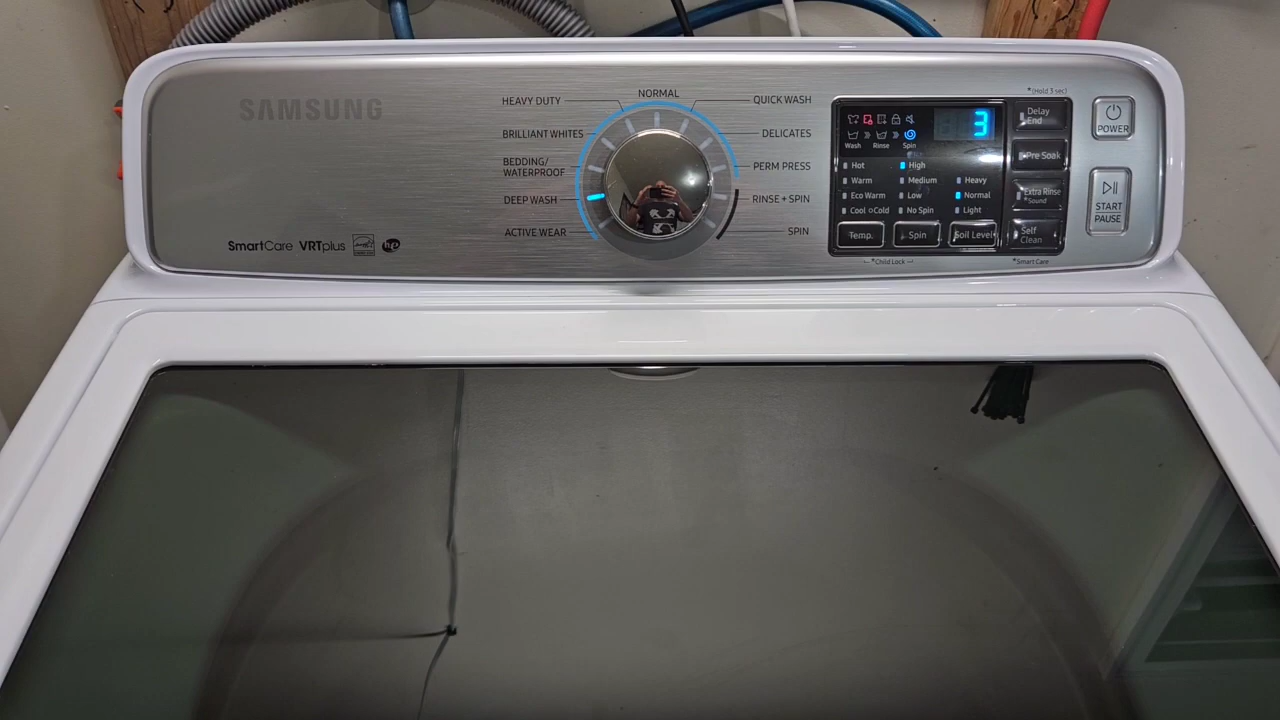 SAMSUNG
SmartCare VRTplus
HEAVY DUTY
BRILLIANT WHITES
BEDDING/
WATERPROOF
DEEP WASH
ACTIVE WEAR
NORMAL
QUICK WASH
DELICATES
PERM PRESS
RINSE + SPIN
SPIN
3
Wash Rinse Spin
Hot High
Warm Medium Heavy
Eco Warm Low Normal
Cool Cold No Spin Light
Temp. Spin Soil Level
*Child Lock
*(Hold 3 sec)
Delay
End
Pre Soak
Extra Rinse
*Sound
Self
Clean
*Smart Care
POWER
START
PAUSE